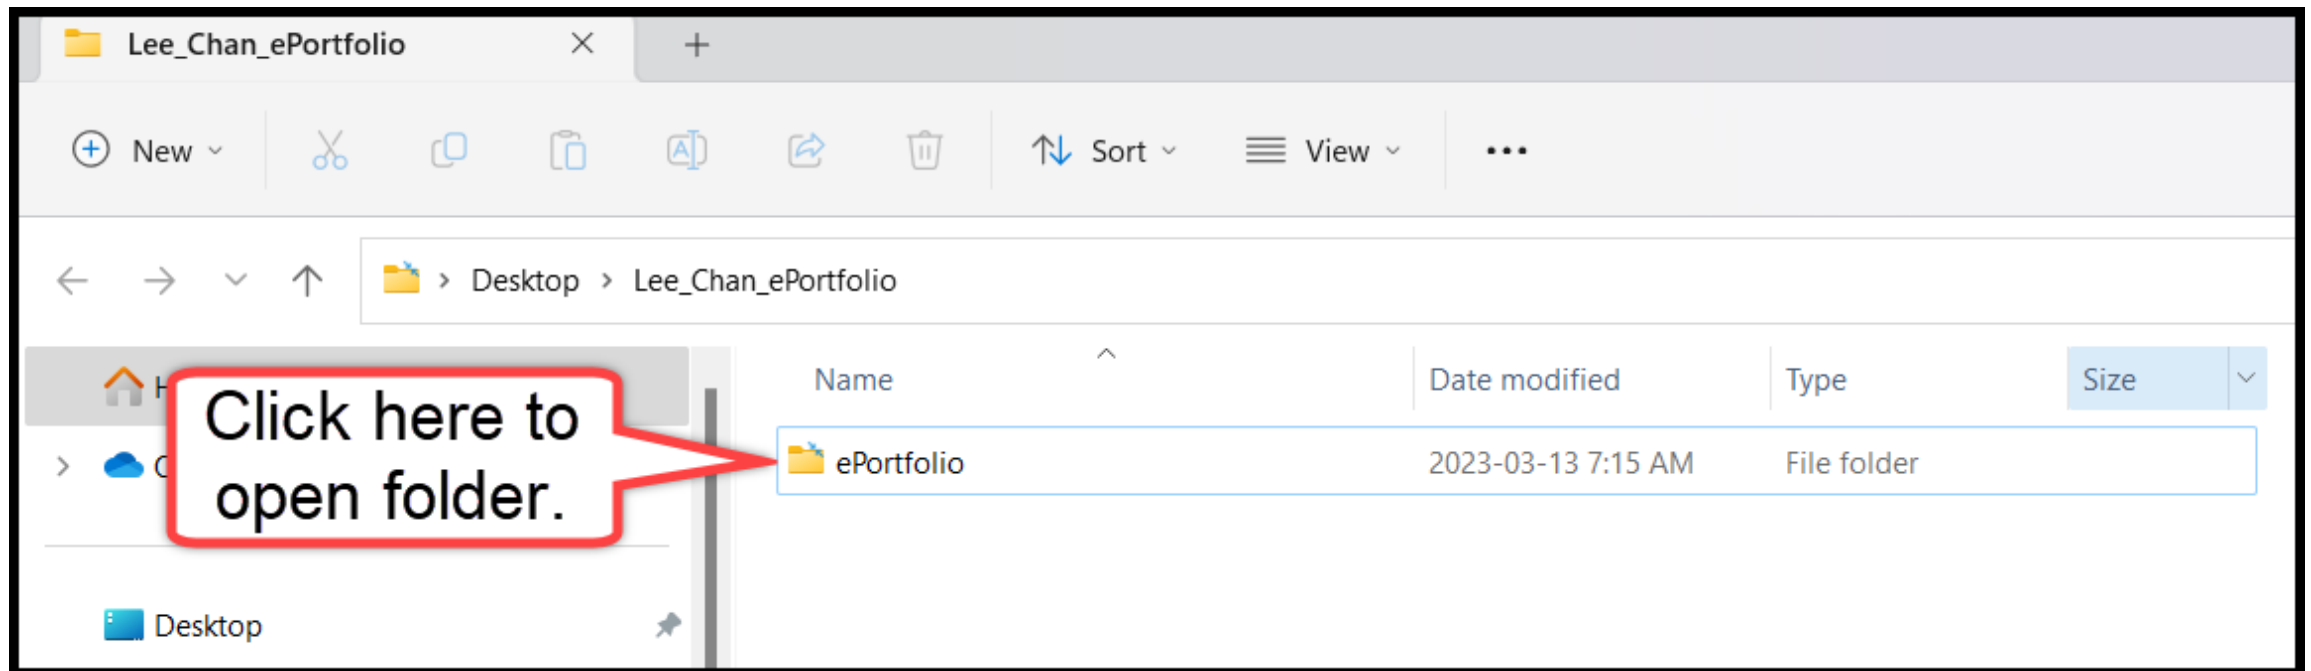 Lee_Chan_ePortfolio
New
Sort
View
Desktop > Lee_Chan_ePortfolio
Name Date modified Type Size
Click here to
open folder.
ePortfolio 2023-03-13 7:15 AM File folder
Desktop